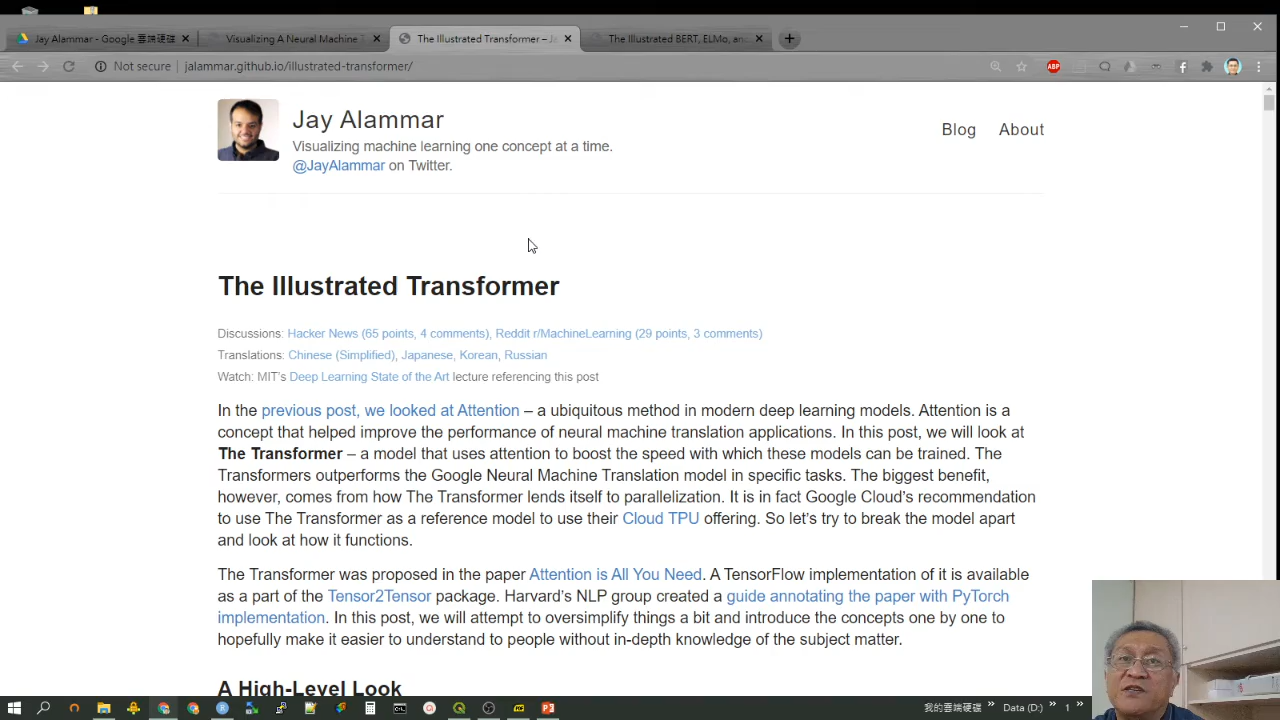 Jay Alammar - Google 雲端硬碟
Visualizing A Neural Machine T
The Illustrated Transformer – Ja
The Illustrated BERT, ELMo, an
Not secure
jalammar.github.io/illustrated-transformer/
ABP
Jay Alammar
Visualizing machine learning one concept at a time.
@JayAlammar on Twitter.
Blog
About
The Illustrated Transformer
Discussions: Hacker News (65 points, 4 comments), Reddit r/MachineLearning (29 points, 3 comments)
Translations: Chinese (Simplified), Japanese, Korean, Russian
Watch: MIT’s Deep Learning State of the Art lecture referencing this post
In the previous post, we looked at Attention – a ubiquitous method in modern deep learning models. Attention is a
concept that helped improve the performance of neural machine translation applications. In this post, we will look at
The Transformer – a model that uses attention to boost the speed with which these models can be trained. The
Transformers outperforms the Google Neural Machine Translation model in specific tasks. The biggest benefit,
however, comes from how The Transformer lends itself to parallelization. It is in fact Google Cloud’s recommendation
to use The Transformer as a reference model to use their Cloud TPU offering. So let’s try to break the model apart
and look at how it functions.
The Transformer was proposed in the paper Attention is All You Need. A TensorFlow implementation of it is available
as a part of the Tensor2Tensor package. Harvard’s NLP group created a guide annotating the paper with PyTorch
implementation. In this post, we will attempt to oversimplify things a bit and introduce the concepts one by one to
hopefully make it easier to understand to people without in-depth knowledge of the subject matter.
A High-Level Look
我的雲端硬碟
Data (D:)
1